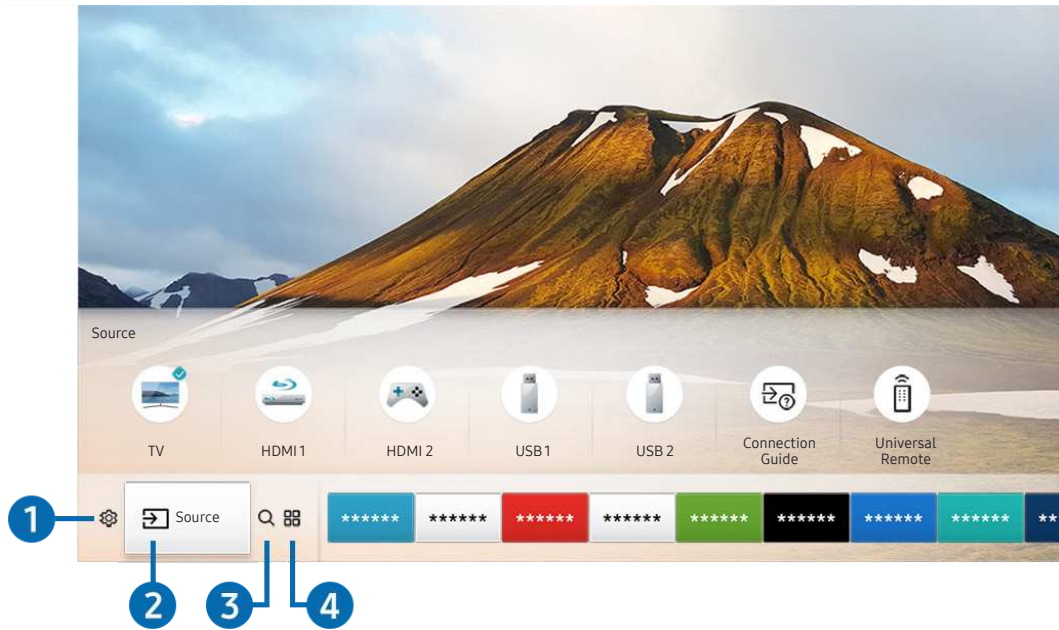 Source
TV
HDMI 1
HDMI 2
USB 1
USB 2
Connection
Guide
Universal
Remote
1
Source
****** ****** ****** ****** ****** ****** ****** ****** **
2
3
4